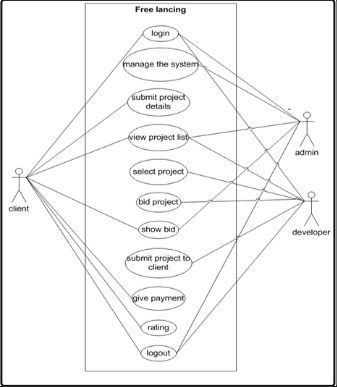 Free lancing
login
manage the system
submit project
details
view project list
select project
bid project
show bid
submit project to
client
give payment
rating
logout
client
admin
developer